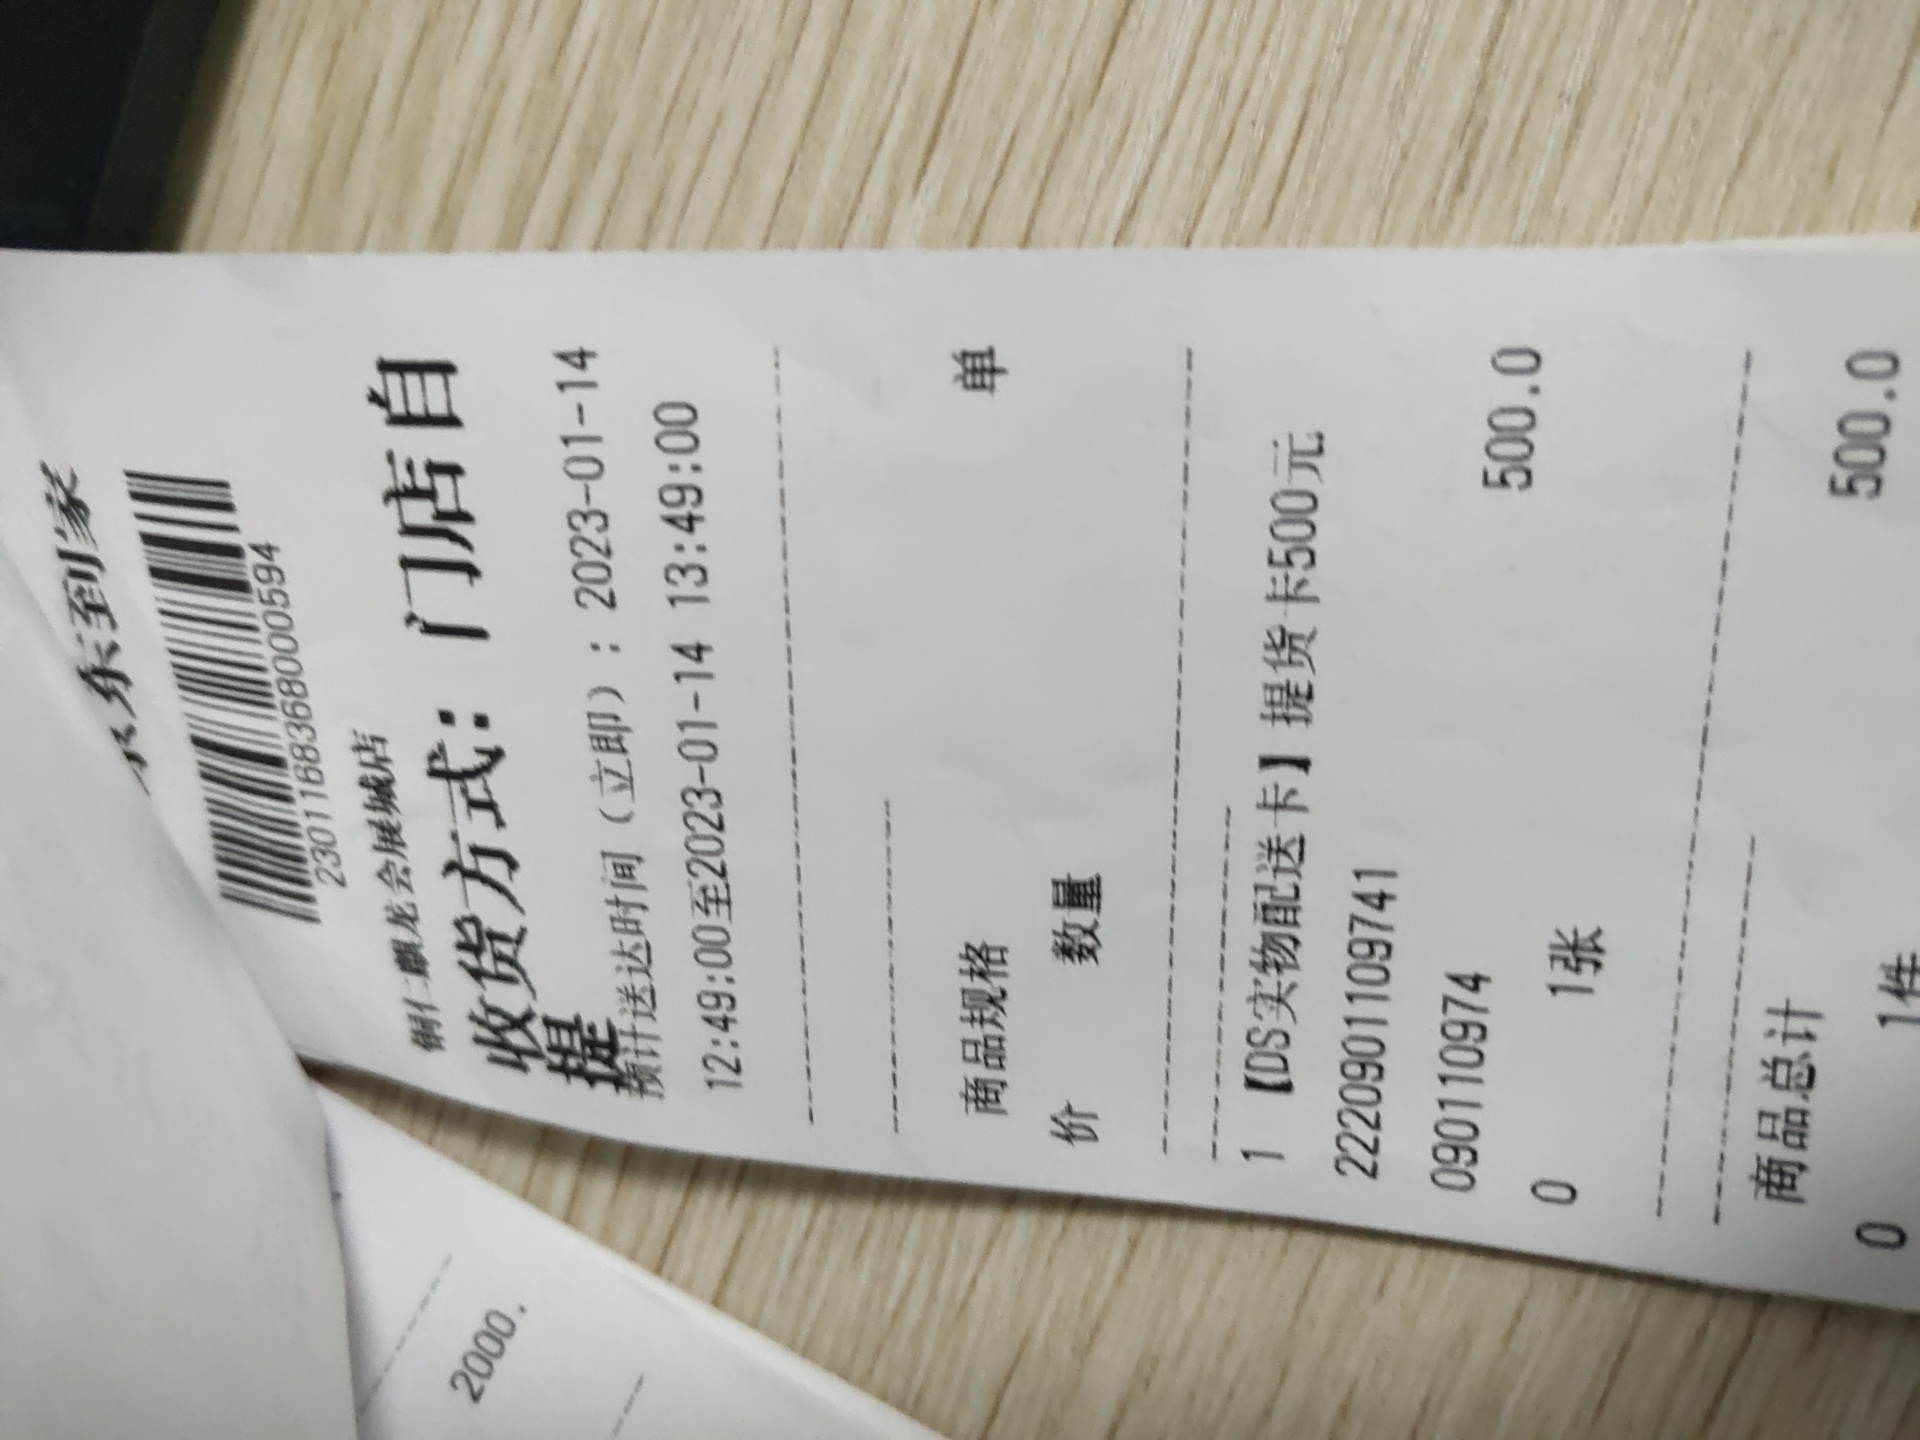 京东到家
2301168368000594
铜仁麒龙会展城店
收货方式：门店自
提
预计送达时间（立即）：2023-01-14
12:49:00至2023-01-14 13:49:00
商品规格 单
价 数量
1 【DS实物配送卡】提货卡500元
2220901109741
0901110974 500.0
0 1张
商品总计 500.0
0 1件
2000.